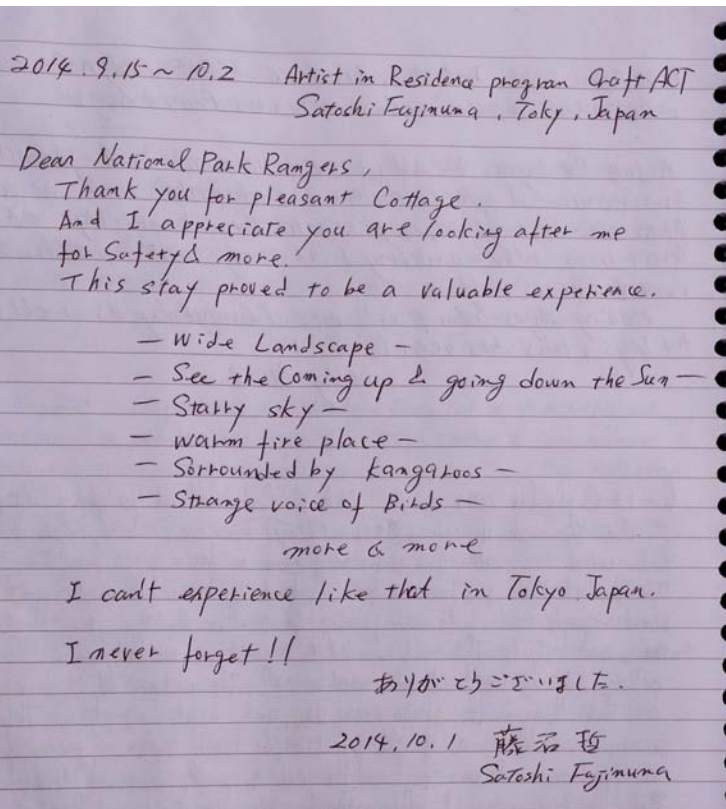 2014.9.15~10.2 Artist in Residence program Craft ACT
Satoshi Fujinuma, Toky, Japan
Dear National Park Rangers,
Thank you for pleasant Cottage.
And I appreciate you are looking after me
for Safety & more.
This stay proved to be a valuable experience.
— Wide Landscape —
— See the Coming up & going down the Sun —
— Starry sky —
— warm fire place —
— Sorrounded by kangaroos —
— Strange voice of Birds —
more & more
I can't experience like that in Tokyo Japan.
I never forget!!
ありがとうございました.
2014.10.1 藤沼 哲
Satoshi Fujinuma